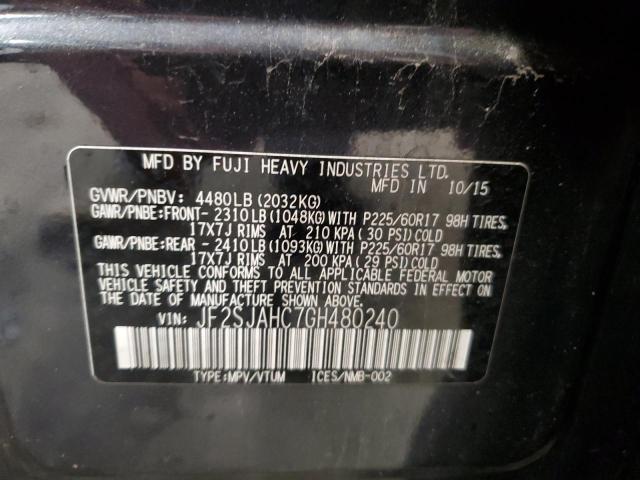 MFD BY FUJI HEAVY INDUSTRIES LTD.
MFD IN 10/15
GVWR/PNBV: 4480LB (2032KG)
GAWR/PNBE:FRONT- 2310LB (1048KG) WITH P225/60R17 98H TIRES,
17X7J RIMS AT 210 KPA (30 PSI) COLD
GAWR/PNBE:REAR - 2410LB (1093KG) WITH P225/60R17 98H TIRES,
17X7J RIMS AT 200 KPA (29 PSI) COLD
THIS VEHICLE CONFORMS TO ALL APPLICABLE FEDERAL MOTOR
VEHICLE SAFETY AND THEFT PREVENTION STANDARDS IN EFFECT
ON THE DATE OF MANUFACTURE SHOWN ABOVE.
VIN: JF2SJAHC7GH480240
TYPE:MPV/VTUM ICES/NMB-002